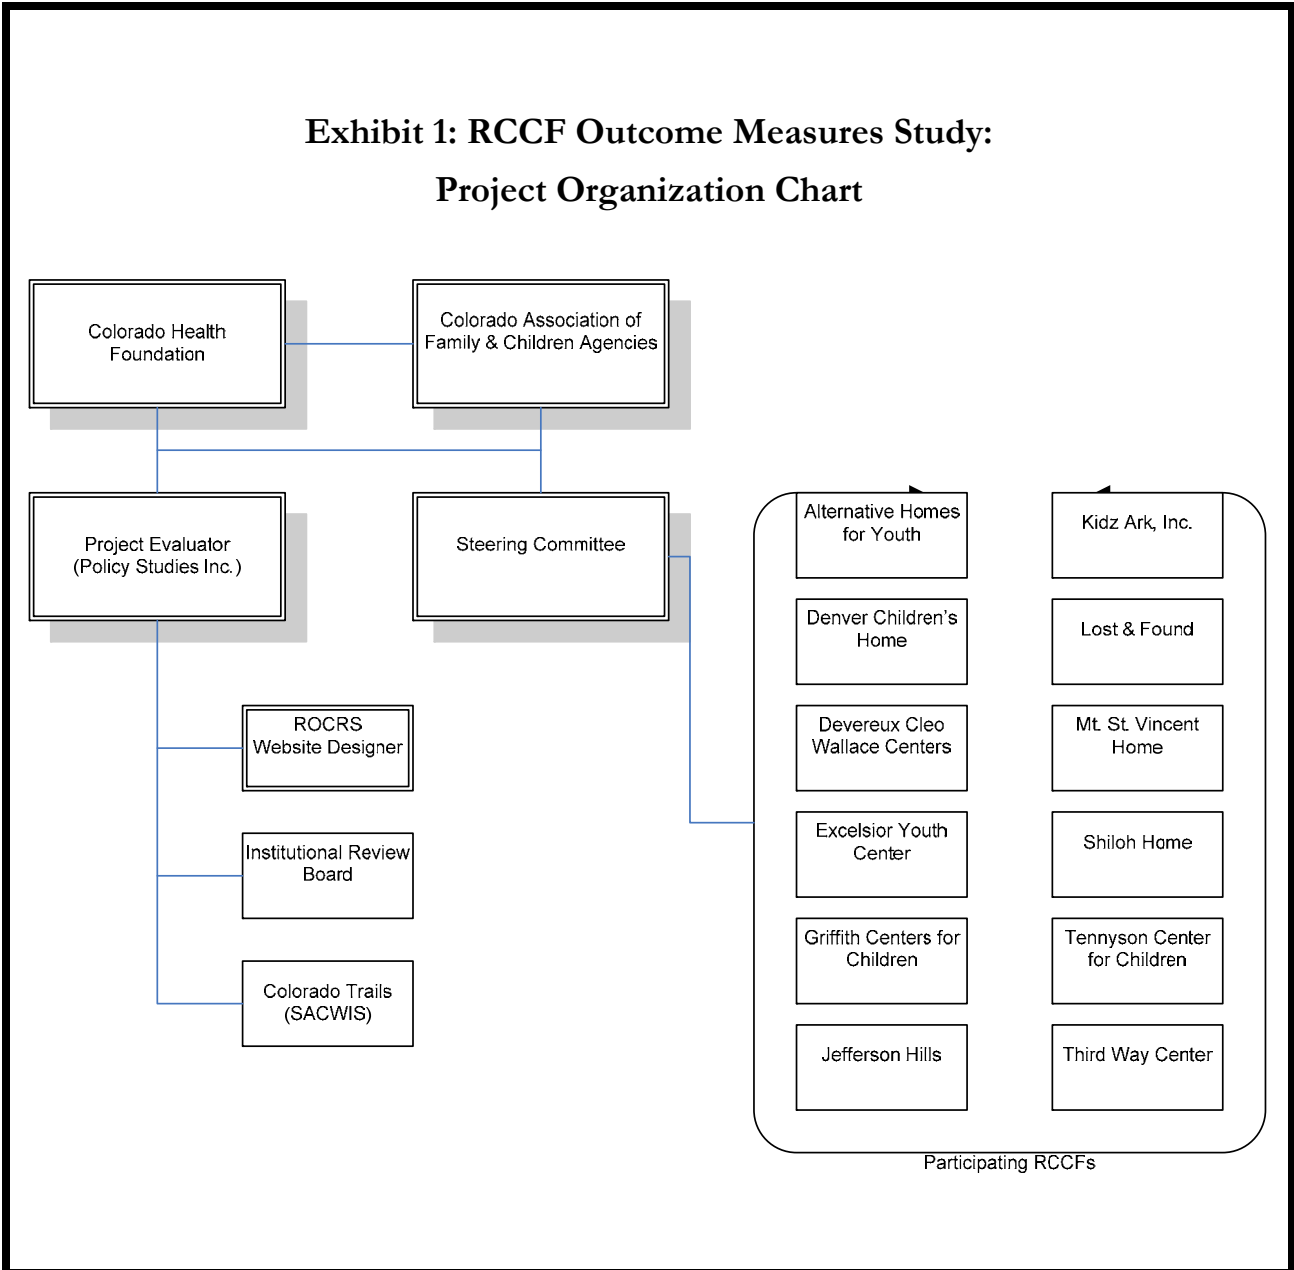 Exhibit 1: RCCF Outcome Measures Study:
Project Organization Chart
Colorado Health
Foundation
Colorado Association of
Family & Children Agencies
Project Evaluator
(Policy Studies Inc.)
Steering Committee
ROCRS
Website Designer
Institutional Review
Board
Colorado Trails
(SACWIS)
Alternative Homes
for Youth
Denver Children’s
Home
Devereux Cleo
Wallace Centers
Excelsior Youth
Center
Griffith Centers for
Children
Jefferson Hills
Kidz Ark, Inc.
Lost & Found
Mt. St. Vincent
Home
Shiloh Home
Tennyson Center
for Children
Third Way Center
Participating RCCFs